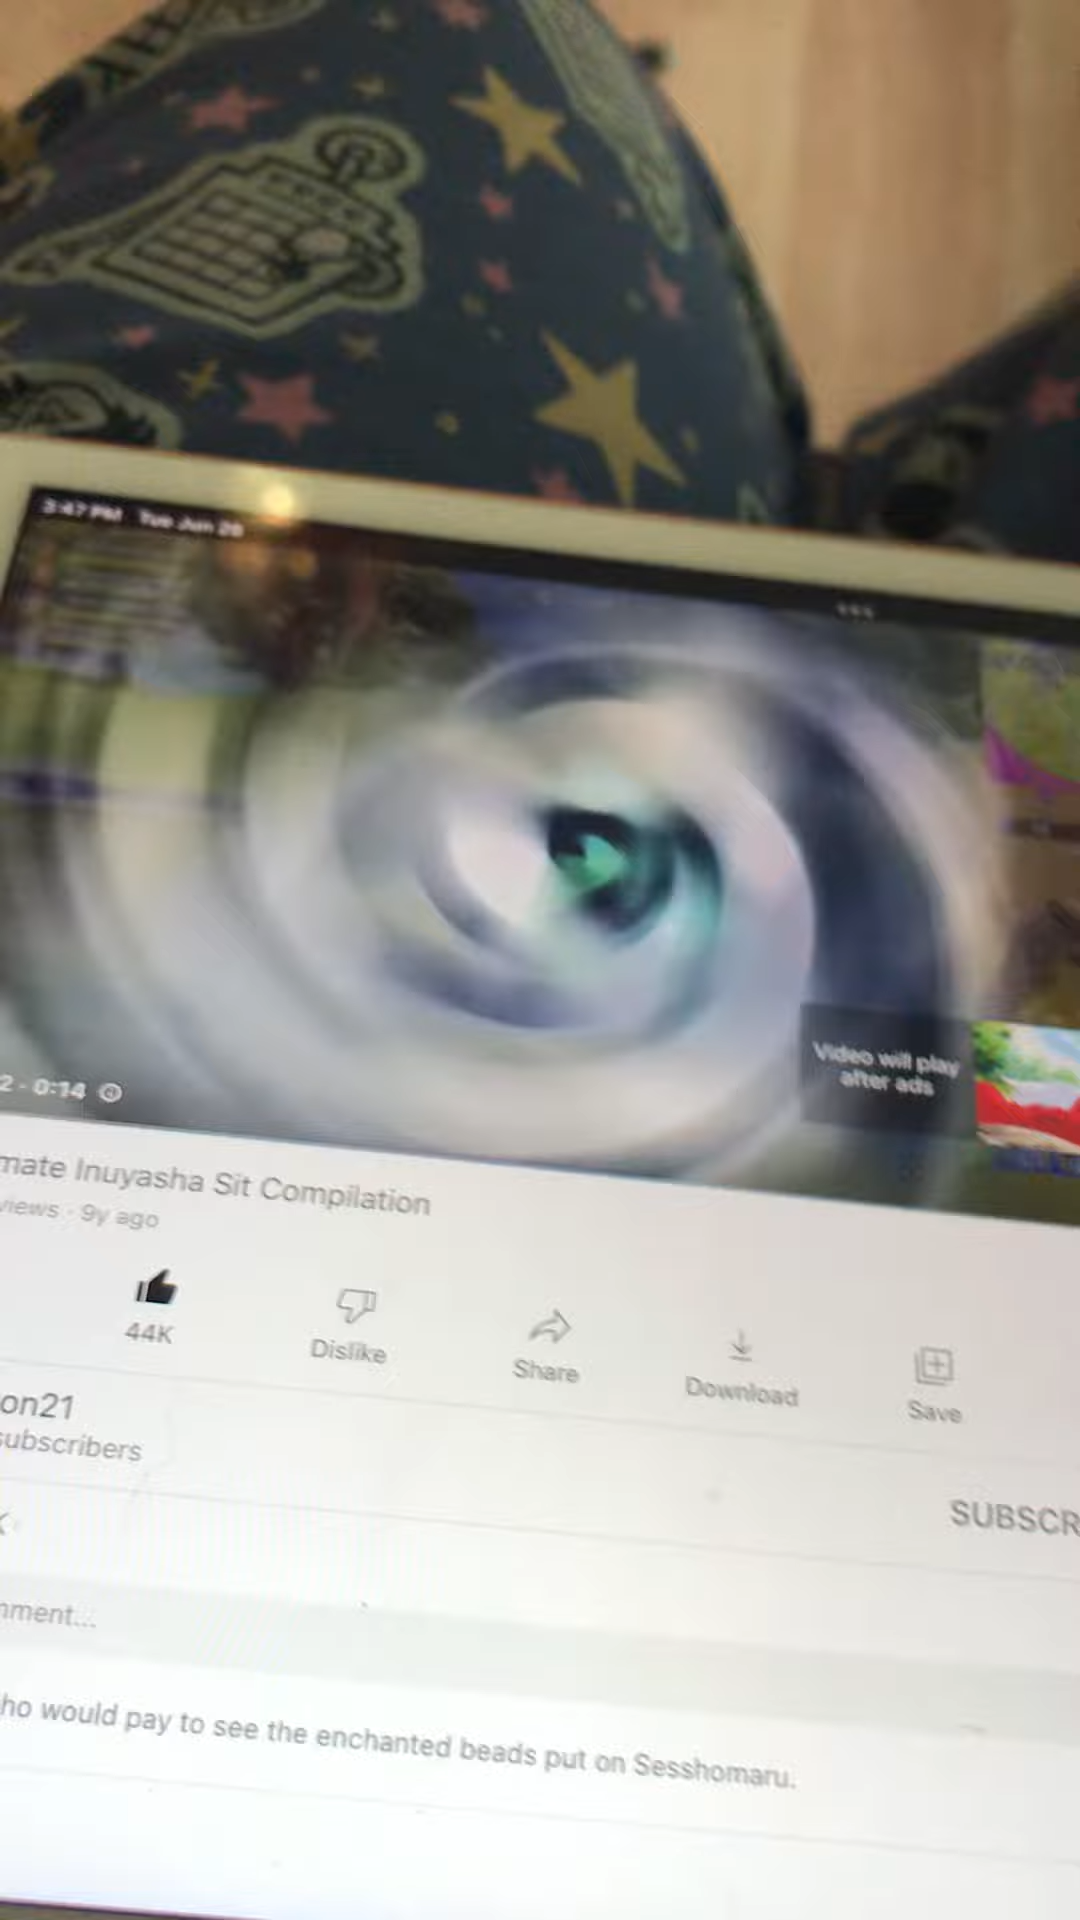 3:47 PM Tue Jun 28
Video will play
after ads
2 · 0:14
mate Inuyasha Sit Compilation
views · 9y ago
44K
Dislike
Share
Download
Save
on21
subscribers
SUBSCR
mment...
ho would pay to see the enchanted beads put on Sesshomaru.